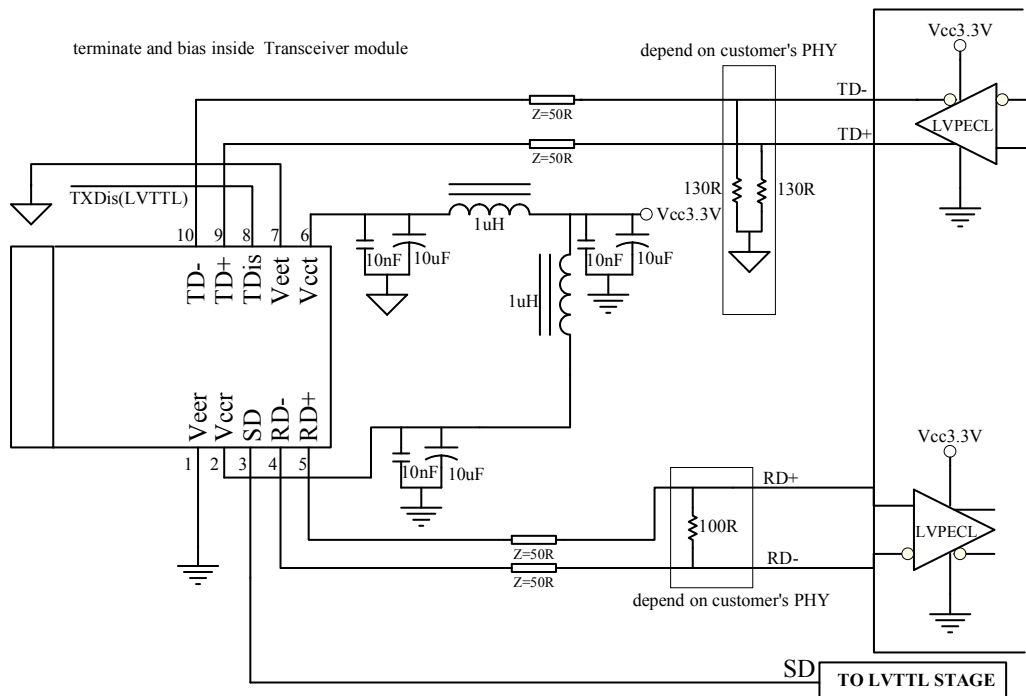 terminate and bias inside Transceiver module
depend on customer's PHY
Vcc3.3V
TD-
LVPECL
Z=50R
TD+
Z=50R
TXDis(LVTTL)
130R
130R
1uH
Vcc3.3V
10
9
8
7
6
10nF
10uF
10nF
10uF
TD-
TD+
TDis
Veet
Vcct
1uH
Veer
Vccr
SD
RD-
RD+
1
2
3
4
5
10nF
10uF
Vcc3.3V
RD+
100R
LVPECL
Z=50R
RD-
Z=50R
depend on customer's PHY
SD
TO LVTTL STAGE